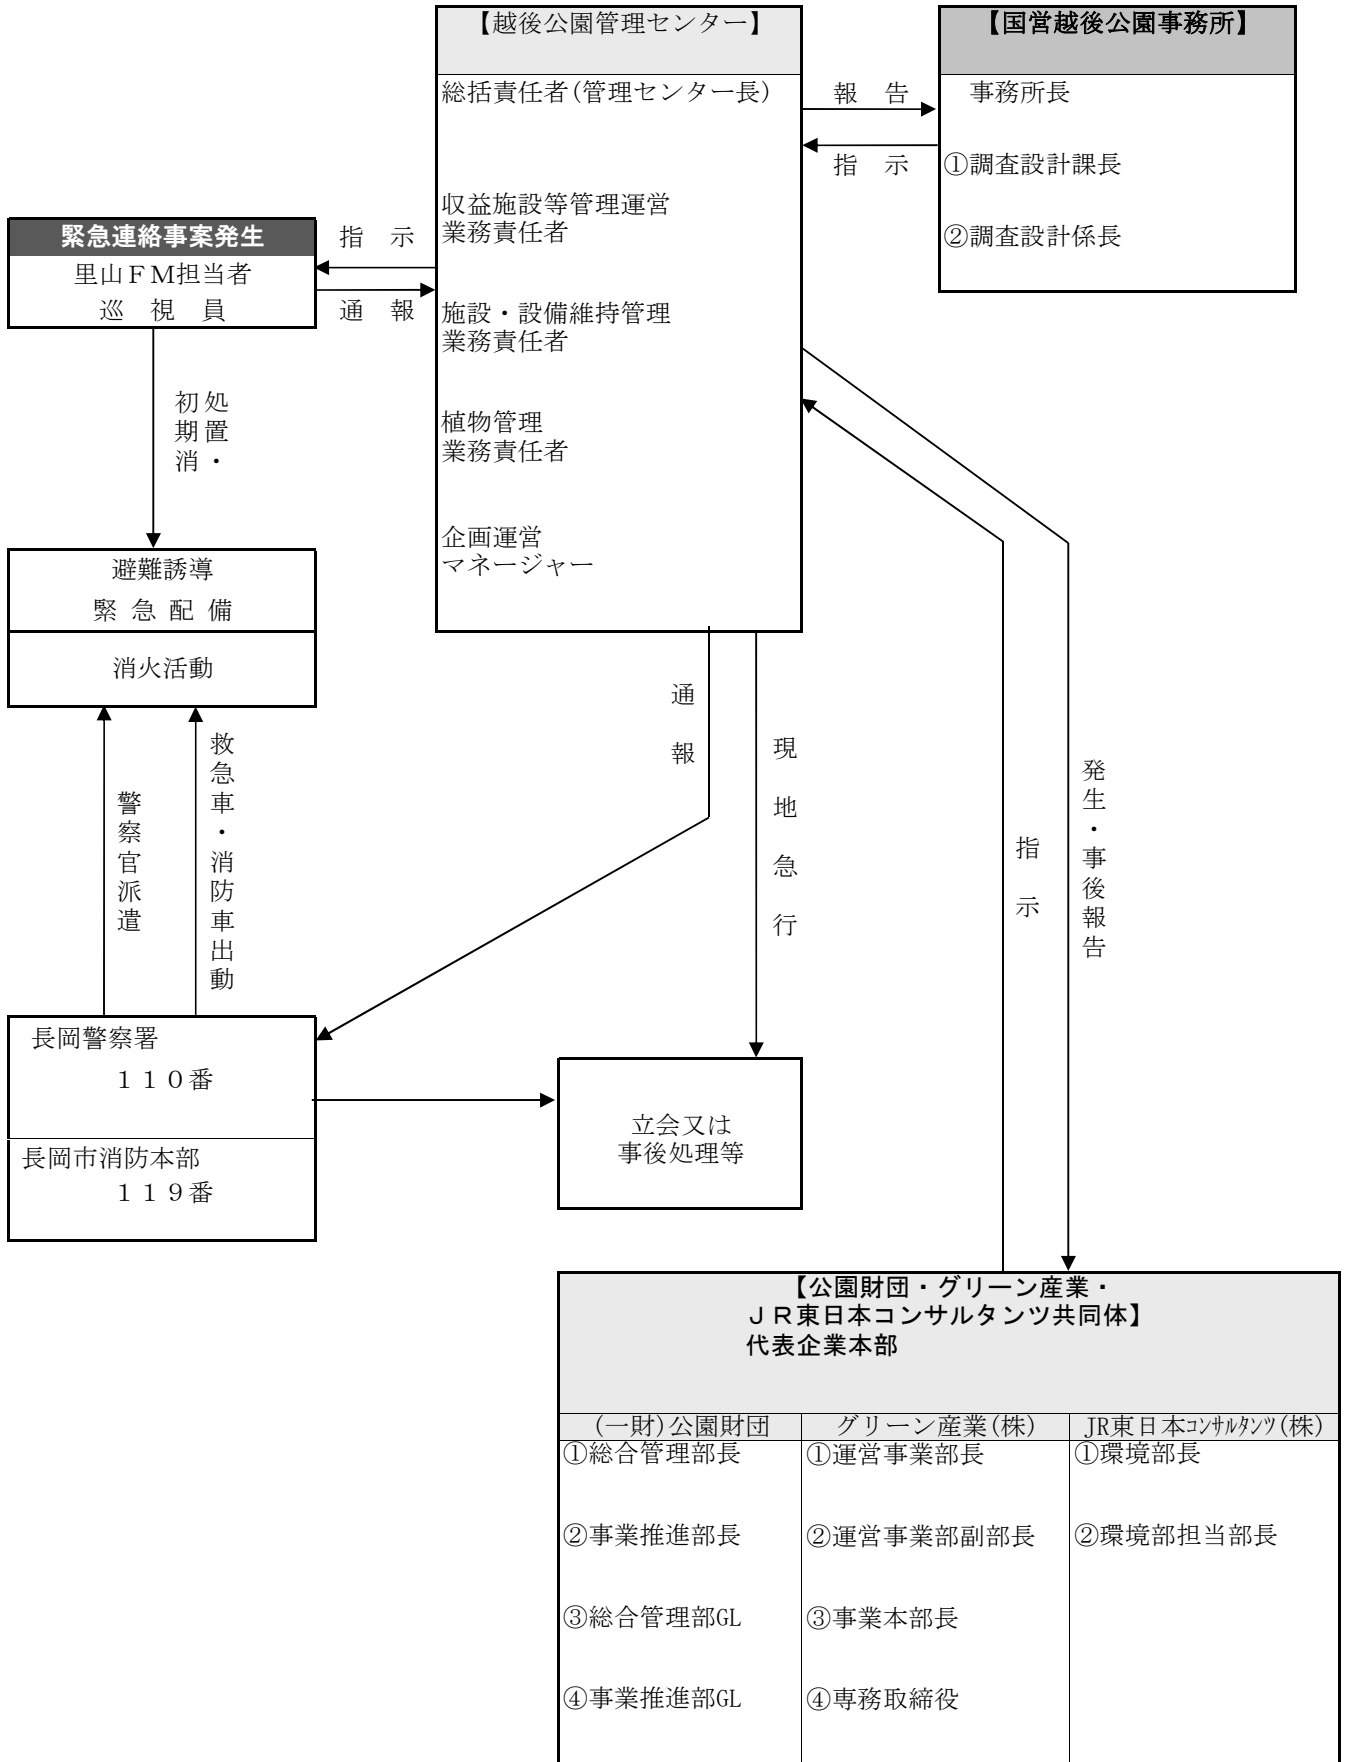 【越後公園管理センター】
総括責任者(管理センター長)
収益施設等管理運営
業務責任者
施設・設備維持管理
業務責任者
植物管理
業務責任者
企画運営
マネージャー
【国営越後公園事務所】
事務所長
①調査設計課長
②調査設計係長
報 告
指 示
緊急連絡事案発生
里山FM担当者
巡 視 員
指 示
通 報
初期消
処置・
避難誘導
緊 急 配 備
消火活動
警察官派遣
救急車・消防車出動
通 報
現 地 急 行
指 示
発生・事後報告
長岡警察署
１１０番
長岡市消防本部
１１９番
立会又は
事後処理等
【公園財団・グリーン産業・
ＪＲ東日本コンサルタンツ共同体】
代表企業本部
(一財)公園財団
①総合管理部長
②事業推進部長
③総合管理部GL
④事業推進部GL
グリーン産業(株)
①運営事業部長
②運営事業部副部長
③事業本部長
④専務取締役
JR東日本ｺﾝｻﾙﾀﾝﾂ(株)
①環境部長
②環境部担当部長